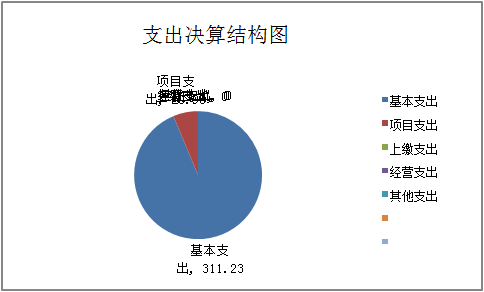 支出决算结构图
项目支
出,
基本支出
项目支出
上缴支出
经营支出
其他支出
基本支
出, 311.23